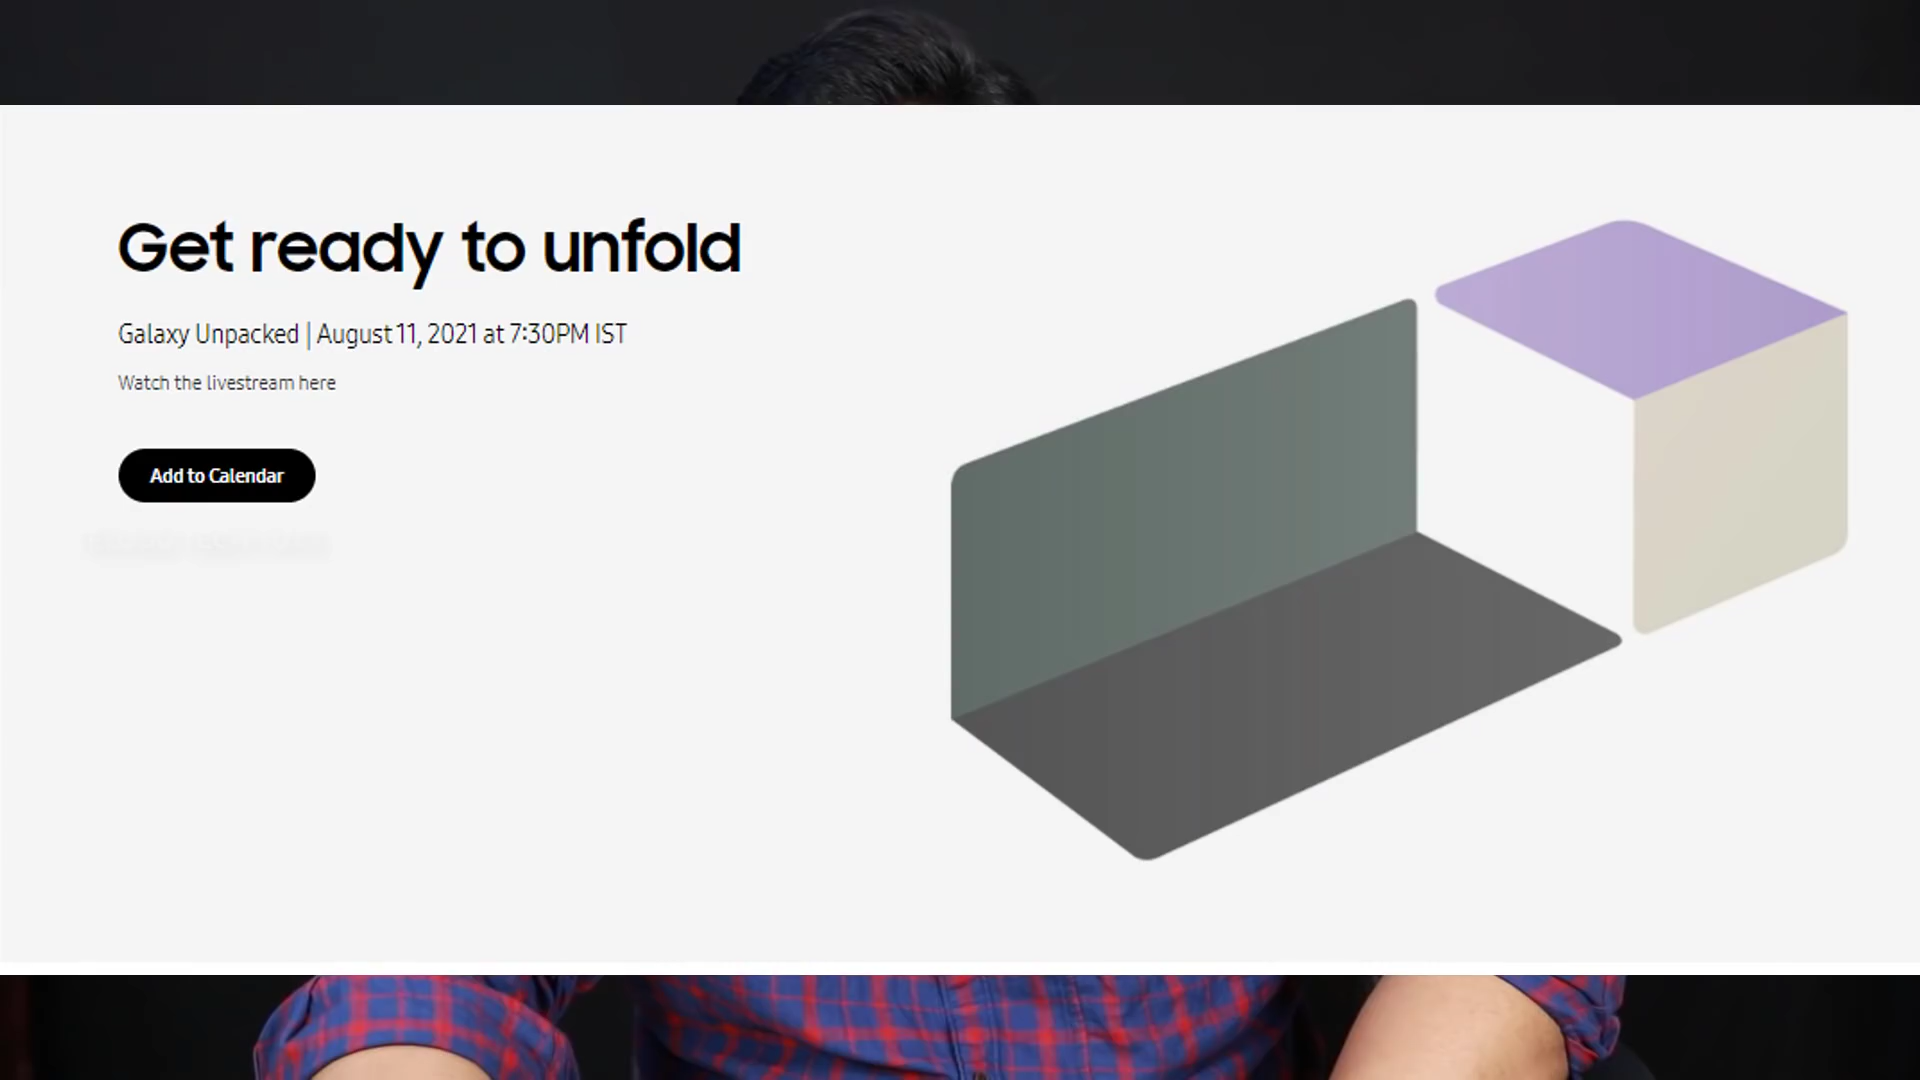 Get ready to unfold
Galaxy Unpacked | August 11, 2021 at 7:30PM IST
Watch the livestream here
Add to Calendar